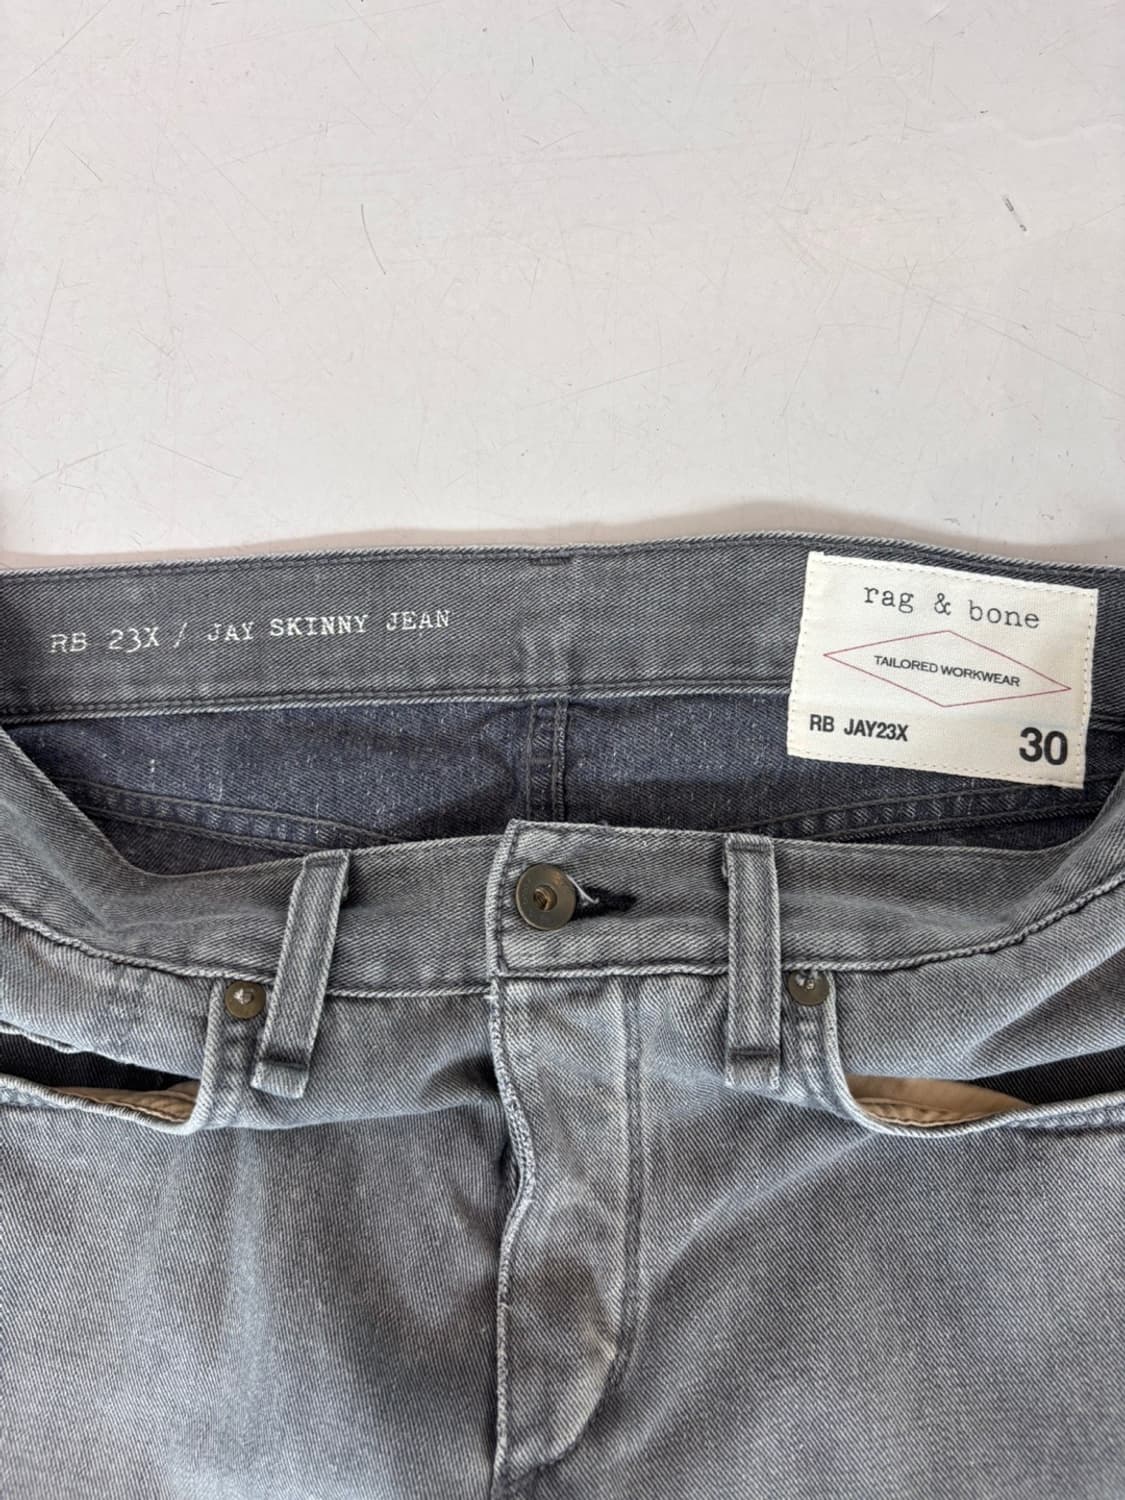 RB 23X / JAY SKINNY JEAN
rag & bone
TAILORED WORKWEAR
RB JAY23X
30